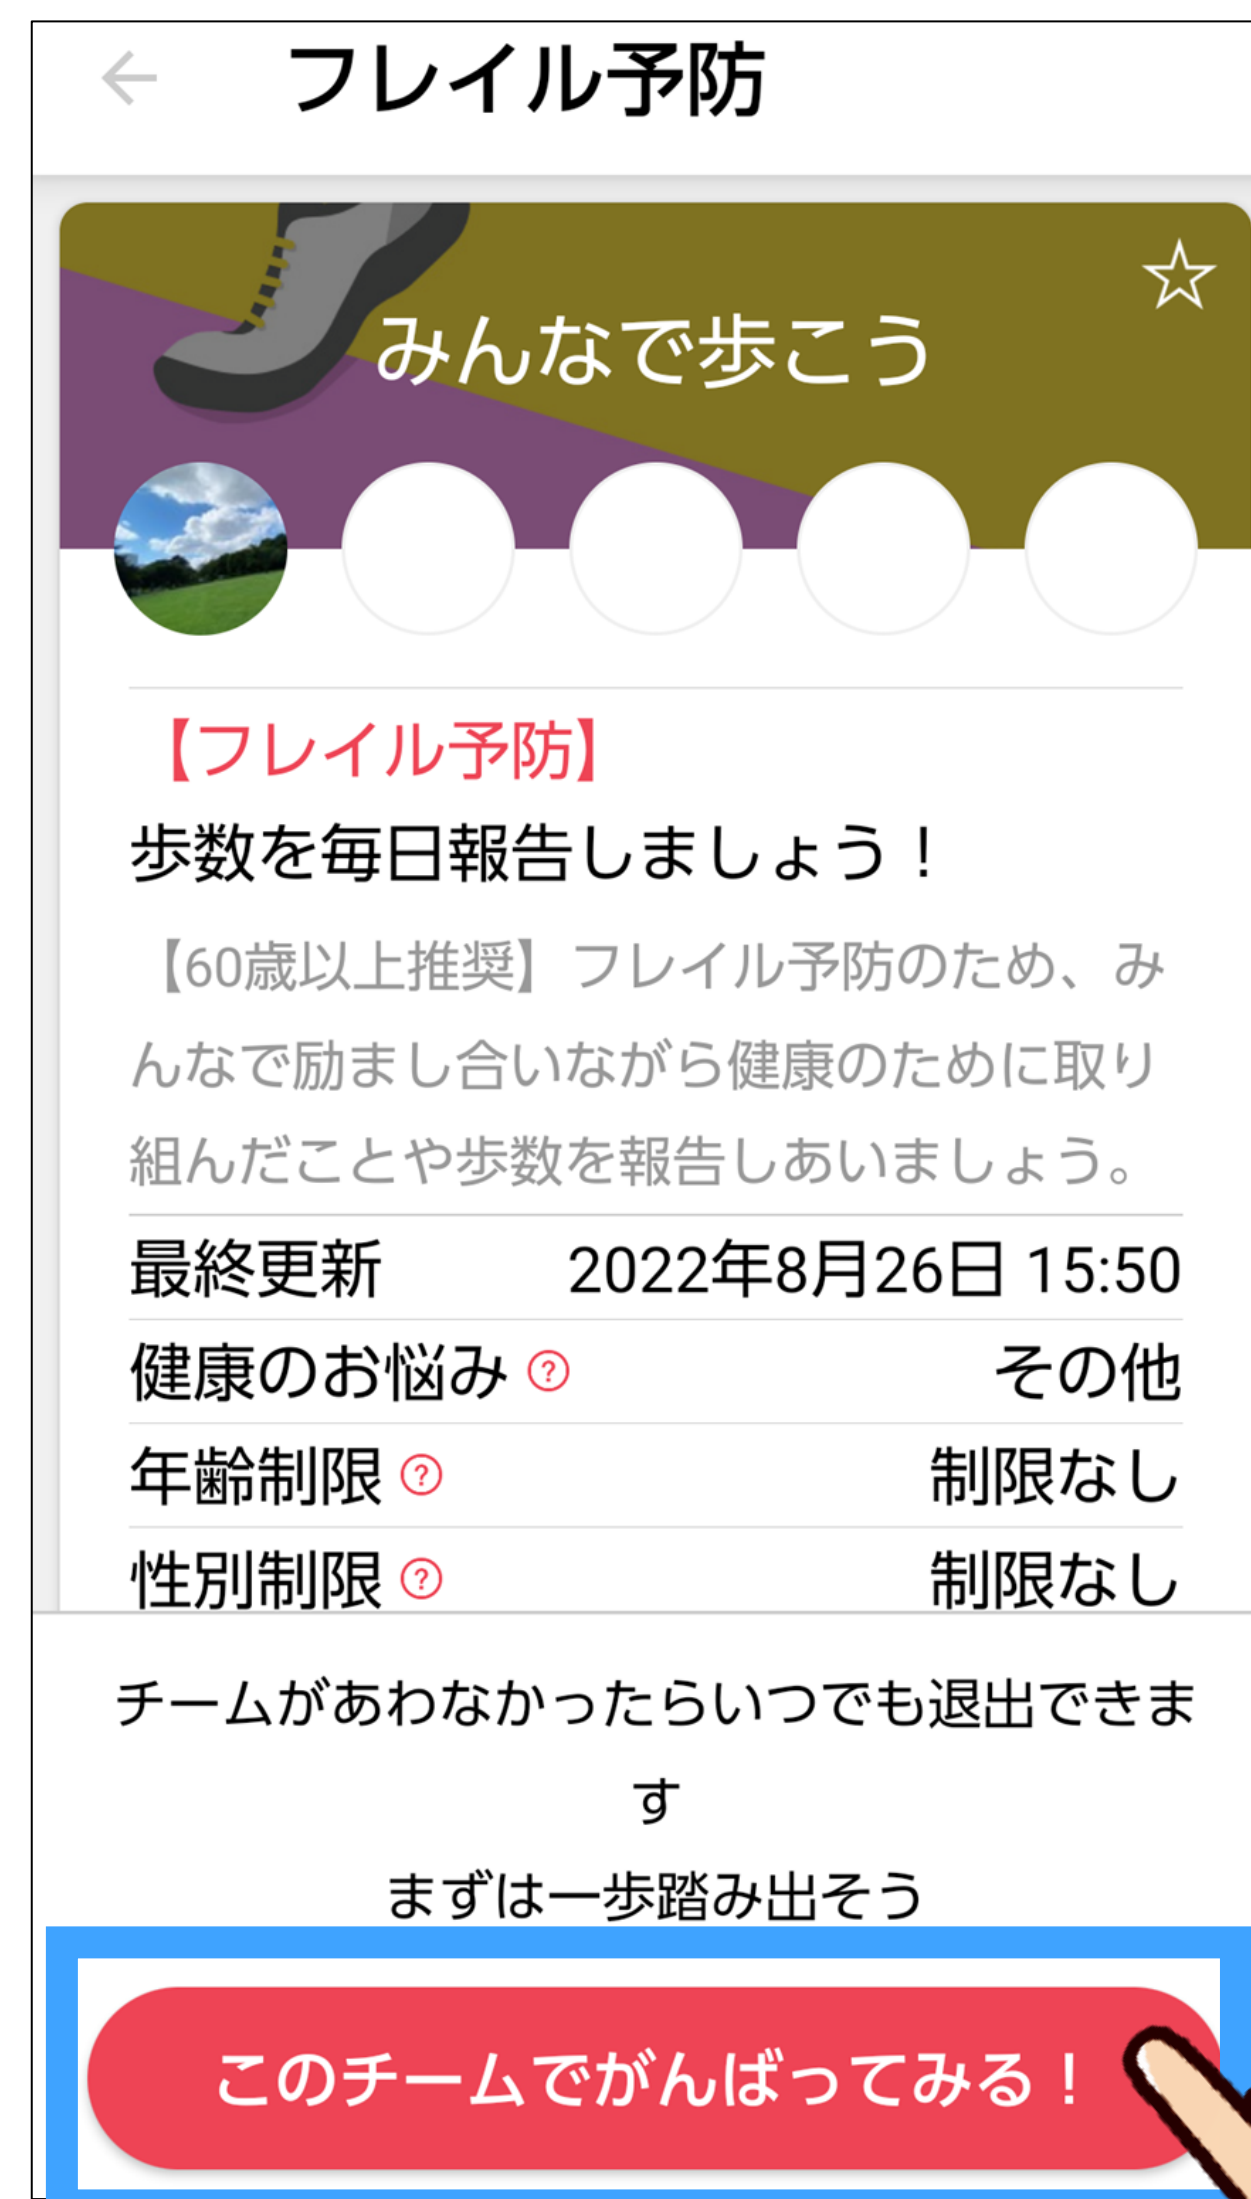 フレイル予防
みんなで歩こう
【フレイル予防】
歩数を毎日報告しましょう！
【60歳以上推奨】フレイル予防のため、み
んなで励まし合いながら健康のために取り
組んだことや歩数を報告しあいましょう。
最終更新 2022年8月26日 15:50
健康のお悩み ? その他
年齢制限 ? 制限なし
性別制限 ? 制限なし
チームがあわなかったらいつでも退出できま
す
まずは一歩踏み出そう
このチームでがんばってみる！